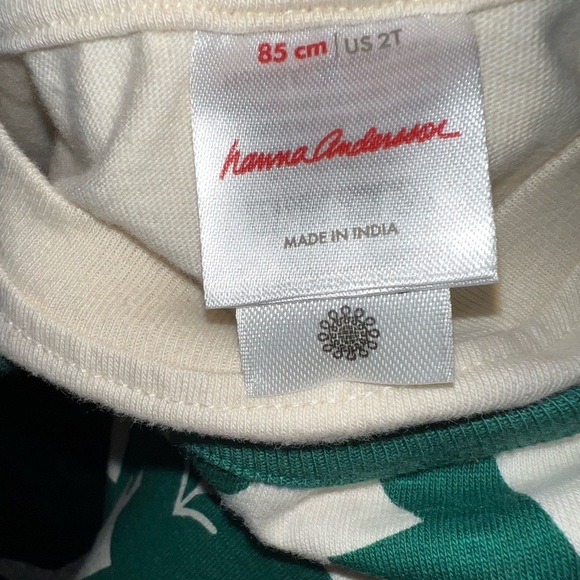 85 cm | US 2T
hanna andersson
MADE IN INDIA